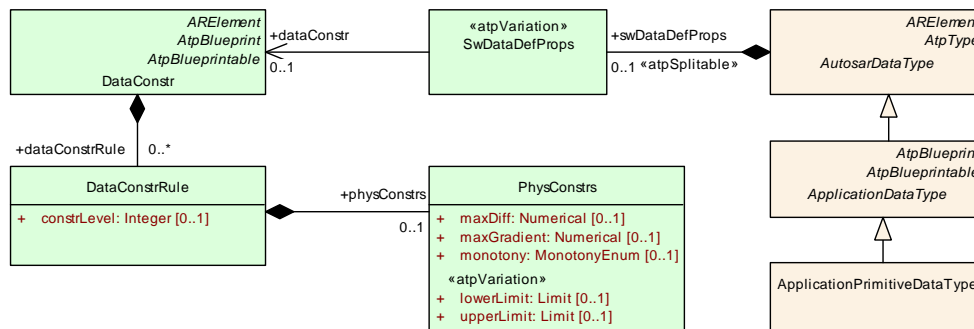 ARElement
AtpBlueprint
AtpBlueprintable
DataConstr
+dataConstr
0..1
«atpVariation»
SwDataDefProps
+swDataDefProps
0..1
«atpSplitable»
ARElement
AtpType
AutosarDataType
+dataConstrRule
0..*
AtpBlueprint
AtpBlueprintable
ApplicationDataType
DataConstrRule
+ constrLevel: Integer [0..1]
+physConstrs
0..1
PhysConstrs
+ maxDiff: Numerical [0..1]
+ maxGradient: Numerical [0..1]
+ monotony: MonotonyEnum [0..1]
«atpVariation»
+ lowerLimit: Limit [0..1]
+ upperLimit: Limit [0..1]
ApplicationPrimitiveDataType